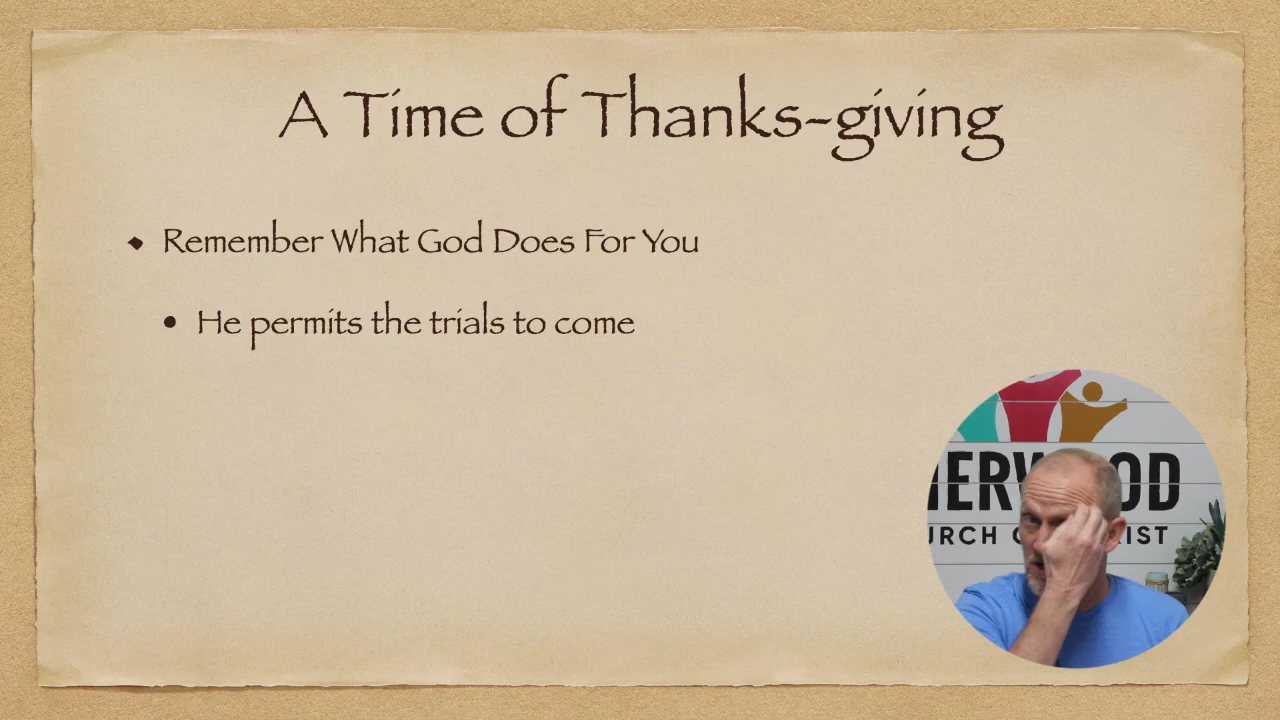 A Time of Thanks-giving
Remember What God Does For You
He permits the trials to come